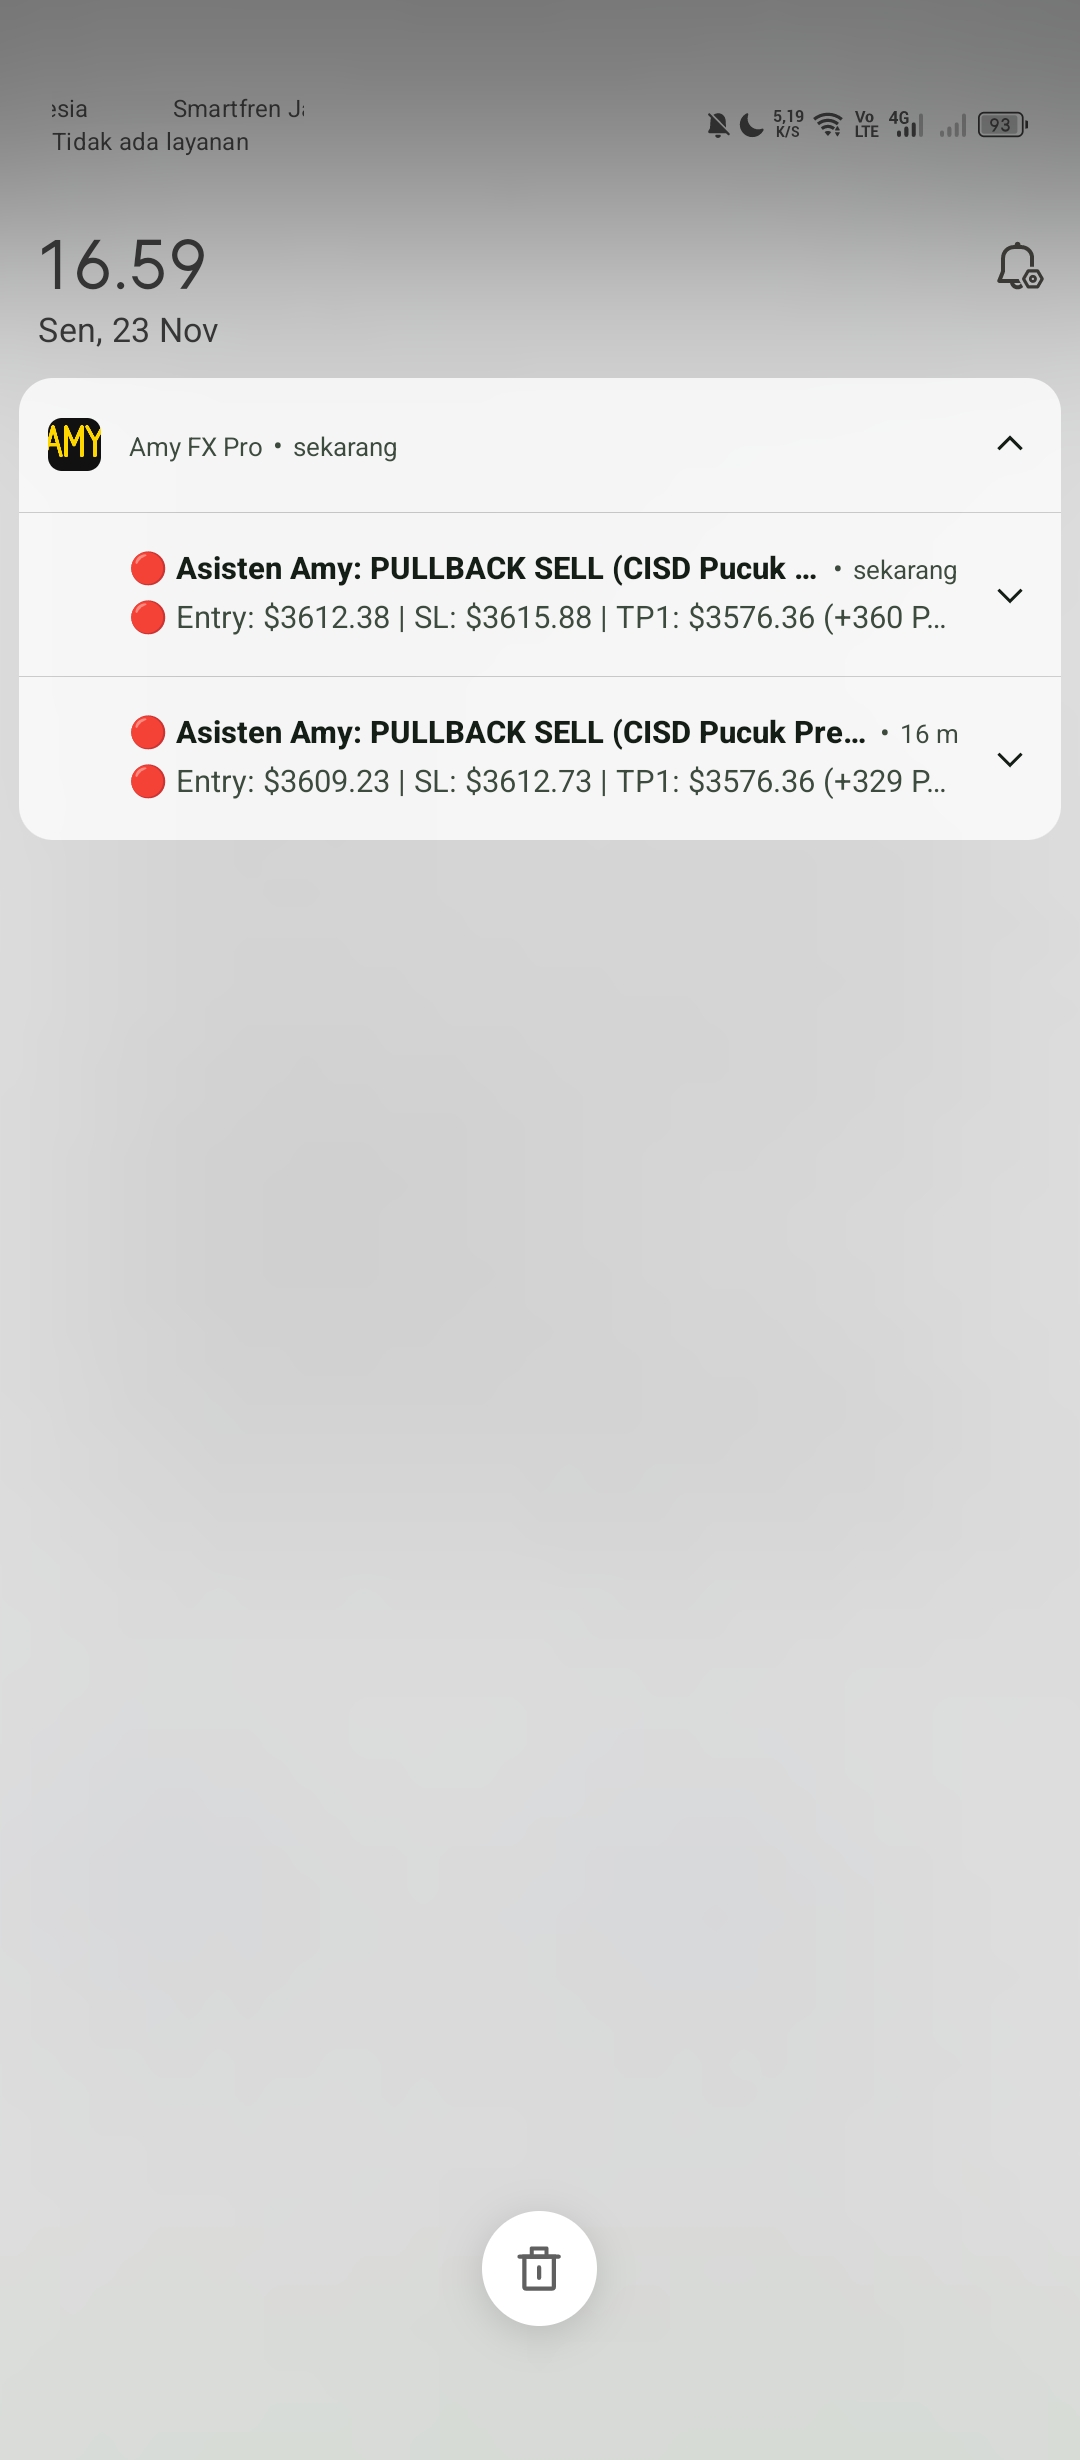 esia Smartfren Ja
Tidak ada layanan
5,19 K/S Vo LTE 4G 93
16.59
Sen, 23 Nov
AMY
Amy FX Pro • sekarang
🔴 Asisten Amy: PULLBACK SELL (CISD Pucuk ... • sekarang
🔴 Entry: $3612.38 | SL: $3615.88 | TP1: $3576.36 (+360 P...
🔴 Asisten Amy: PULLBACK SELL (CISD Pucuk Pre... • 16 m
🔴 Entry: $3609.23 | SL: $3612.73 | TP1: $3576.36 (+329 P...